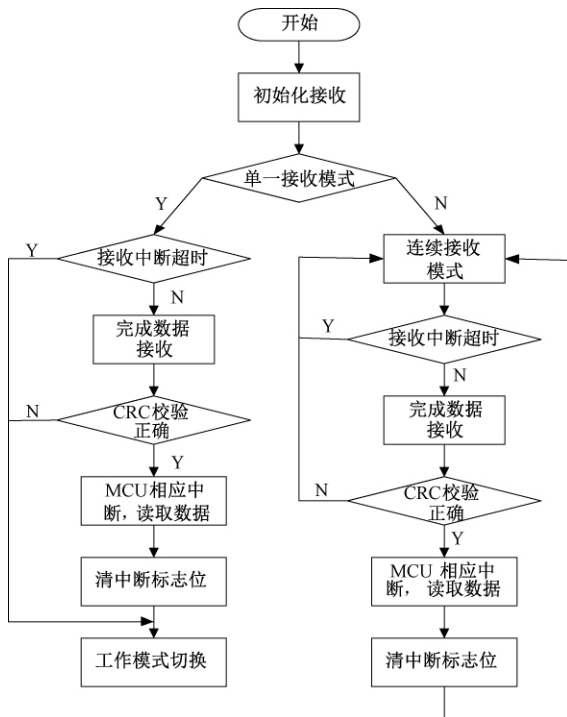 开始
初始化接收
单一接收模式
Y
N
Y
接收中断超时
N
完成数据
接收
N
CRC校验
正确
Y
MCU相应中
断，读取数据
清中断标志位
工作模式切换
连续接收
模式
Y
接收中断超时
N
完成数据
接收
N
CRC校验
正确
Y
MCU 相应中
断， 读取数据
清中断标志位